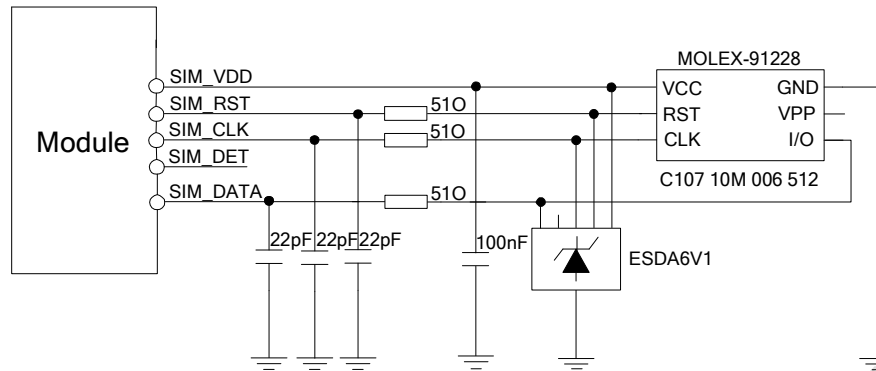 MOLEX-91228
SIM_VDD
VCC
GND
SIM_RST
51O
RST
VPP
SIM_CLK
51O
CLK
I/O
Module
SIM_DET
C107 10M 006 512
SIM_DATA
51O
22pF
22pF
22pF
100nF
ESDA6V1